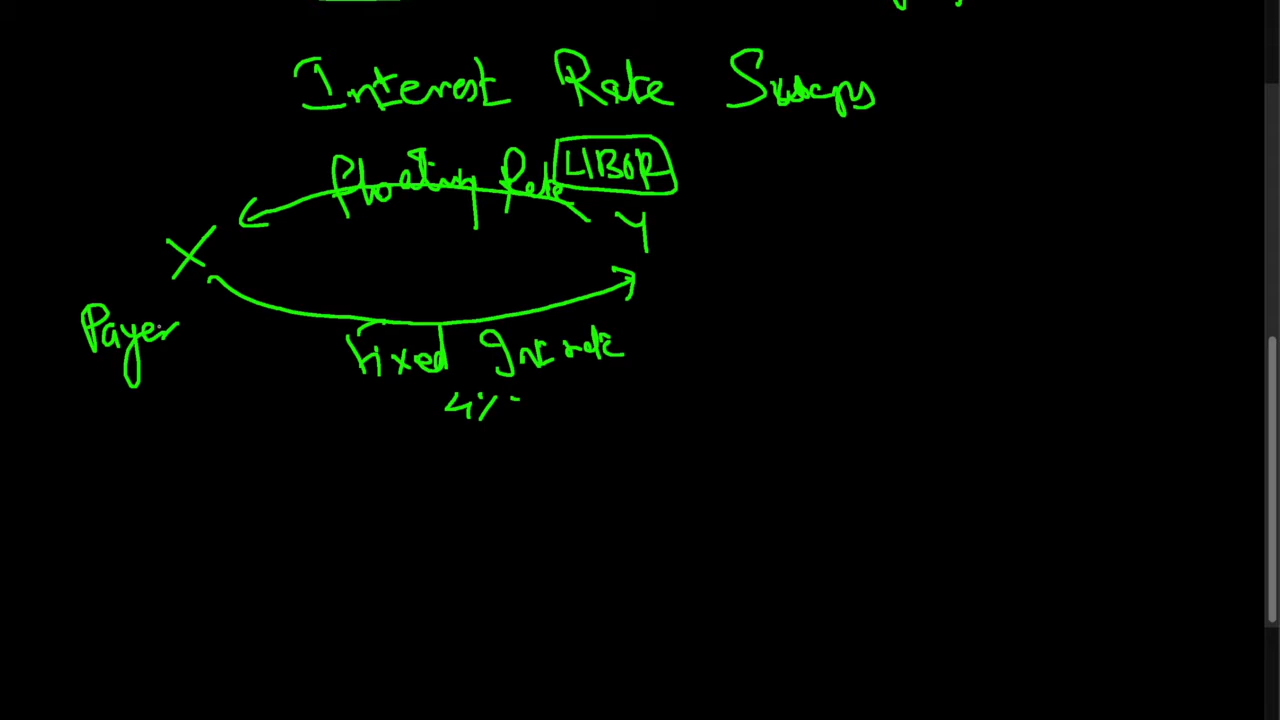 Interest Rate Swaps
Floating Rate LIBOR
X Y
Payer
Fixed Int rate
4%